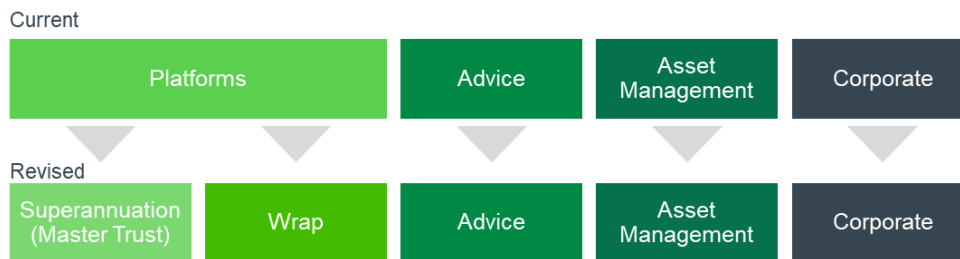 Current
Platforms
Advice
Asset
Management
Corporate
Revised
Superannuation
(Master Trust)
Wrap
Advice
Asset
Management
Corporate